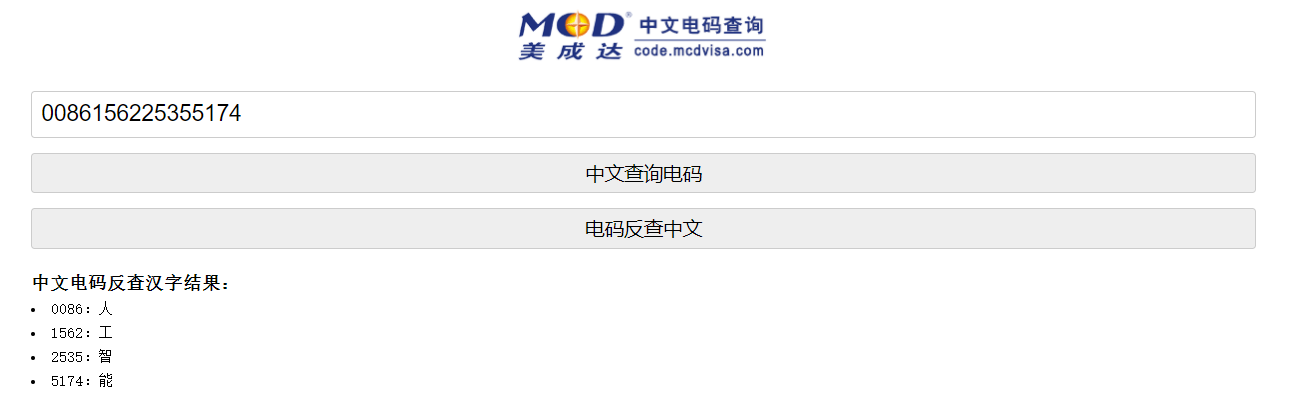 MCD® 中文电码查询
美成达 code.mcdvisa.com
0086156225355174
中文查询电码
电码反查中文
中文电码反查汉字结果：
• 0086：人
• 1562：工
• 2535：智
• 5174：能